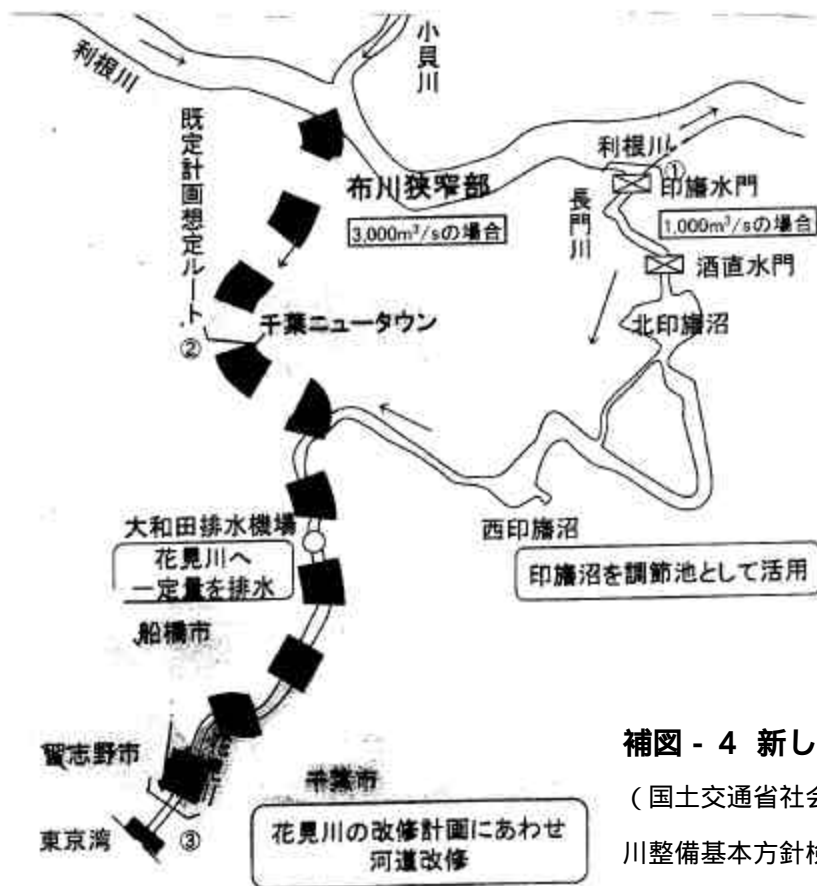 小貝川
利根川
既定計画想定ルート
利根川
①
布川狭窄部
印旛水門
3,000m³/sの場合
長門川
1,000m³/sの場合
酒直水門
北印旛沼
千葉ニュータウン
②
大和田排水機場
西印旛沼
花見川へ
一定量を排水
印旛沼を調節池として活用
船橋市
習志野市
千葉市
東京湾
③
花見川の改修計画にあわせ
河道改修
補図 - 4 新し
（国土交通省社会
川整備基本方針検